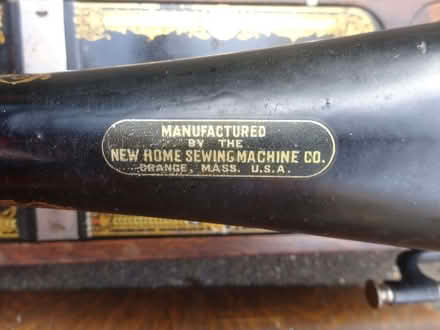 MANUFACTURED
BY THE
NEW HOME SEWING MACHINE CO.
ORANGE, MASS. U.S.A.